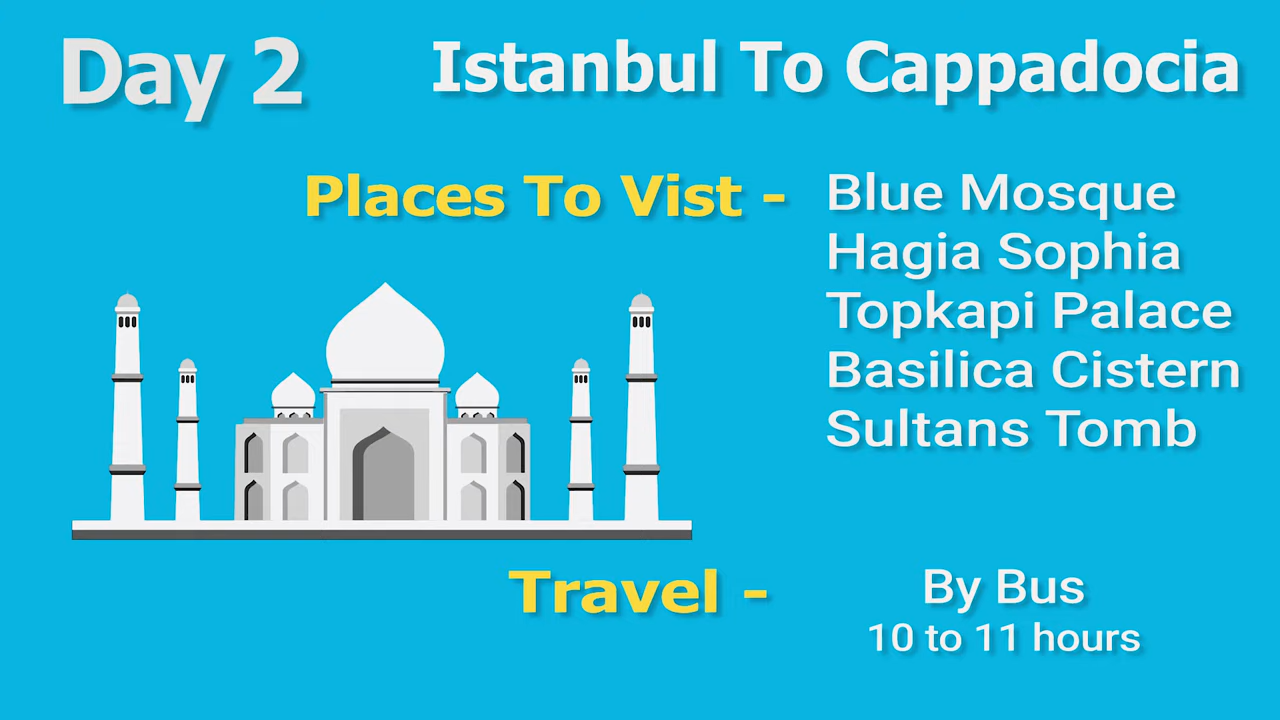 Day 2
Istanbul To Cappadocia
Places To Vist -
Blue Mosque
Hagia Sophia
Topkapi Palace
Basilica Cistern
Sultans Tomb
Travel -
By Bus
10 to 11 hours